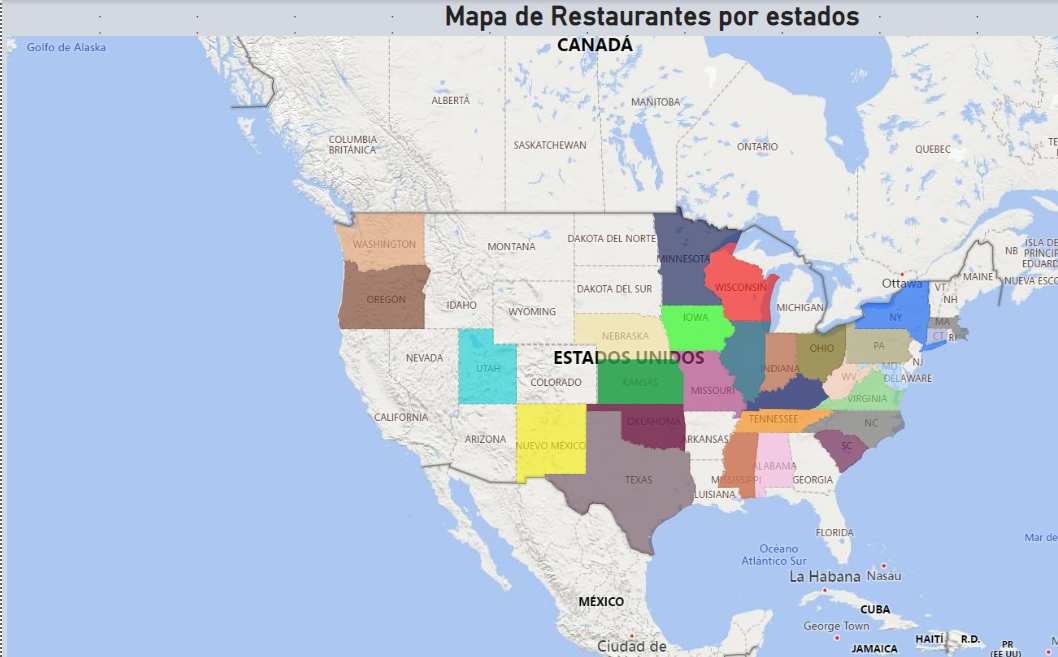 Mapa de Restaurantes por estados
Golfo de Alaska
CANADÁ
ALBERTA
MANITOBA
COLUMBIA
BRITÁNICA
SASKATCHEWAN
ONTARIO
QUEBEC
WASHINGTON
MONTANA
DAKOTA DEL NORTE
MINNESOTA
NB
ISLA DE
PRÍNCIP
EDUARD
OREGON
IDAHO
DAKOTA DEL SUR
WISCONSIN
MICHIGAN
Ottawa
VT
NH
MAINE
NUEVA ESCO
WYOMING
IOWA
NY
MA
CT
RI
NEBRASKA
NEVADA
UTAH
ESTADOS UNIDOS
OHIO
PA
NJ
COLORADO
KANSAS
MISSOURI
INDIANA
WV
MD
DELAWARE
VIRGINIA
CALIFORNIA
ARIZONA
NUEVO MÉXICO
OKLAHOMA
ARKANSAS
TENNESSEE
NC
SC
TEXAS
MISSISSIPPI
ALABAMA
GEORGIA
LUISIANA
FLORIDA
Océano
Atlántico Sur
Mar de
La Habana
Nasáu
MÉXICO
CUBA
George Town
Ciudad de
JAMAICA
HAITÍ
R.D.
PR
(EE UU)